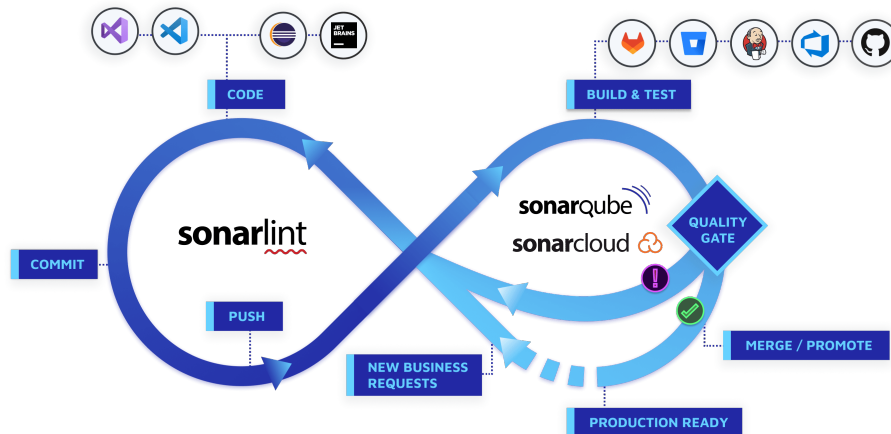 JET
BRAINS
CODE
BUILD & TEST
sonarlint
sonarqube
sonarcloud
QUALITY
GATE
COMMIT
PUSH
MERGE / PROMOTE
NEW BUSINESS
REQUESTS
PRODUCTION READY